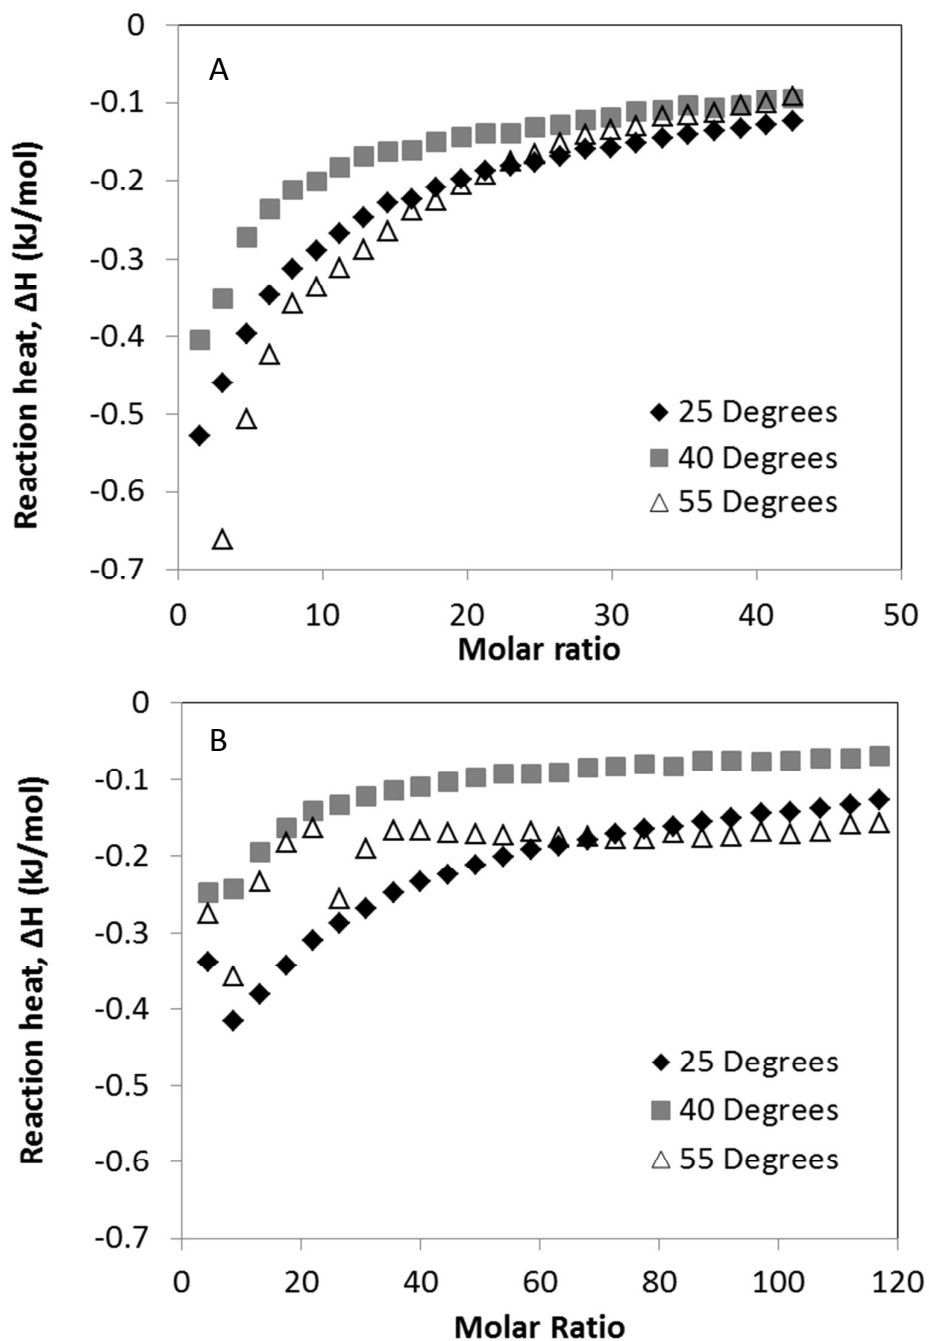 0
A
-0.1
-0.2
-0.3
-0.4
-0.5
-0.6
-0.7
Reaction heat, ΔH (kJ/mol)
25 Degrees
40 Degrees
55 Degrees
0 10 20 30 40 50
Molar ratio
0
B
-0.1
-0.2
-0.3
-0.4
-0.5
-0.6
-0.7
Reaction heat, ΔH (kJ/mol)
25 Degrees
40 Degrees
55 Degrees
0 20 40 60 80 100 120
Molar Ratio